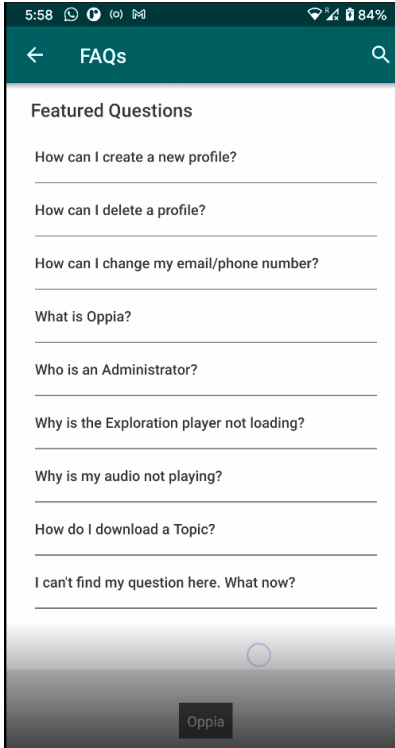 5:58 84%
R
FAQs
Featured Questions
How can I create a new profile?
How can I delete a profile?
How can I change my email/phone number?
What is Oppia?
Who is an Administrator?
Why is the Exploration player not loading?
Why is my audio not playing?
How do I download a Topic?
I can't find my question here. What now?
Oppia